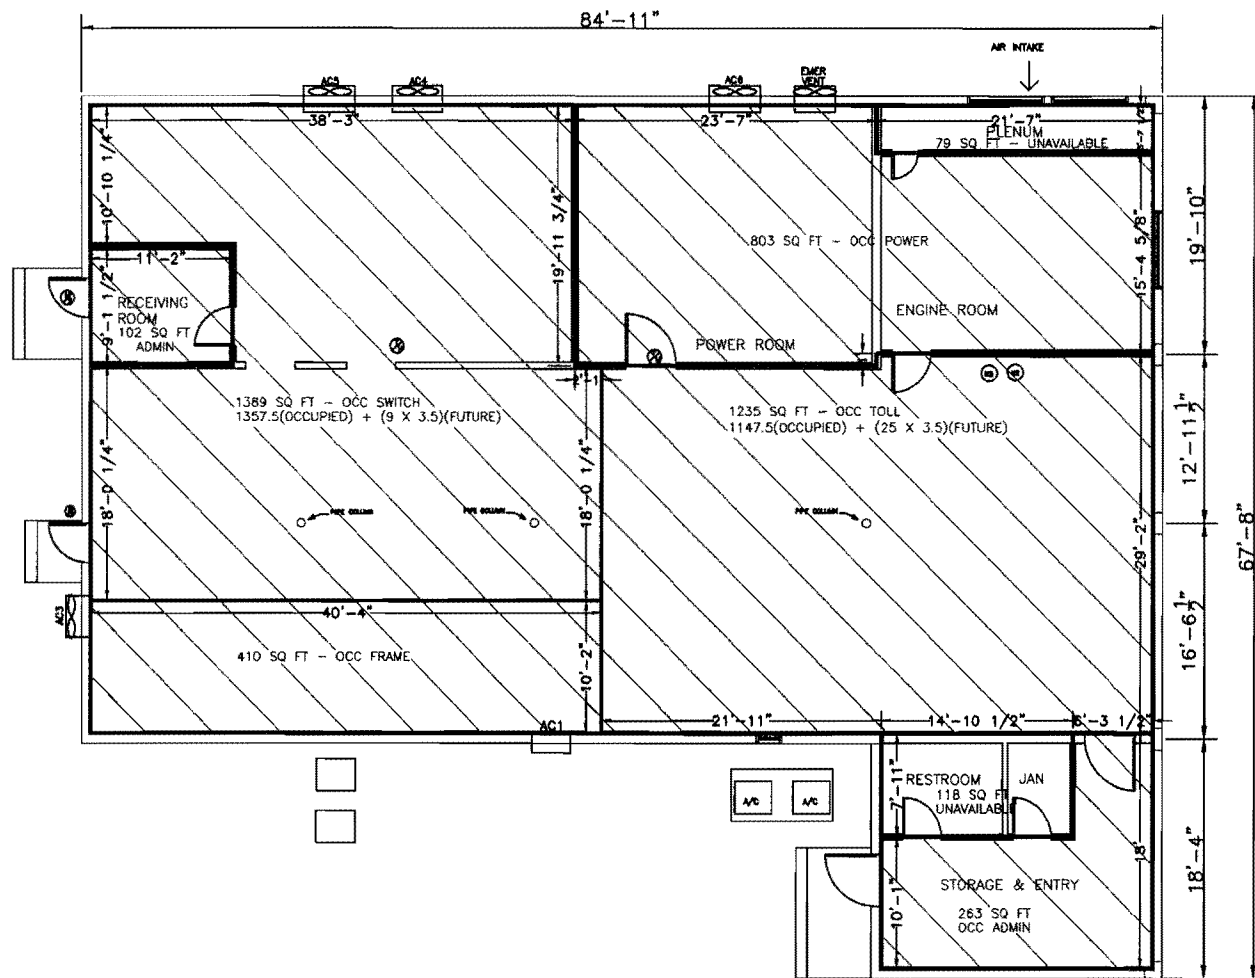 84'-11"
AIR INTAKE
AC5
AC4
AC6
EMER
VENT
38'-3"
23'-7"
21'-7"
PLENUM
79 SQ FT - UNAVAILABLE
10'-10 1/4"
19'-11 3/4"
15'-4 5/8"
19'-10"
803 SQ FT - OCC POWER
11'-2"
9'-1 1/2"
RECEIVING
ROOM
102 SQ FT
ADMIN
ENGINE ROOM
POWER ROOM
1389 SQ FT - OCC SWITCH
1357.5(OCCUPIED) + (9 X 3.5)(FUTURE)
1235 SQ FT - OCC TOLL
1147.5(OCCUPIED) + (25 X 3.5)(FUTURE)
12'-11 1/2"
18'-0 1/4"
18'-0 1/4"
PIPE COLUMN
PIPE COLUMN
PIPE COLUMN
29'-2"
67'-8"
AC3
40'-4"
16'-6 1/2"
410 SQ FT - OCC FRAME
10'-2"
AC1
21'-11"
14'-10 1/2"
6'-3 1/2"
7'-11"
RESTROOM
JAN
118 SQ FT
UNAVAILABLE
A/C
A/C
18'
18'-4"
10'-1"
STORAGE & ENTRY
263 SQ FT
OCC ADMIN